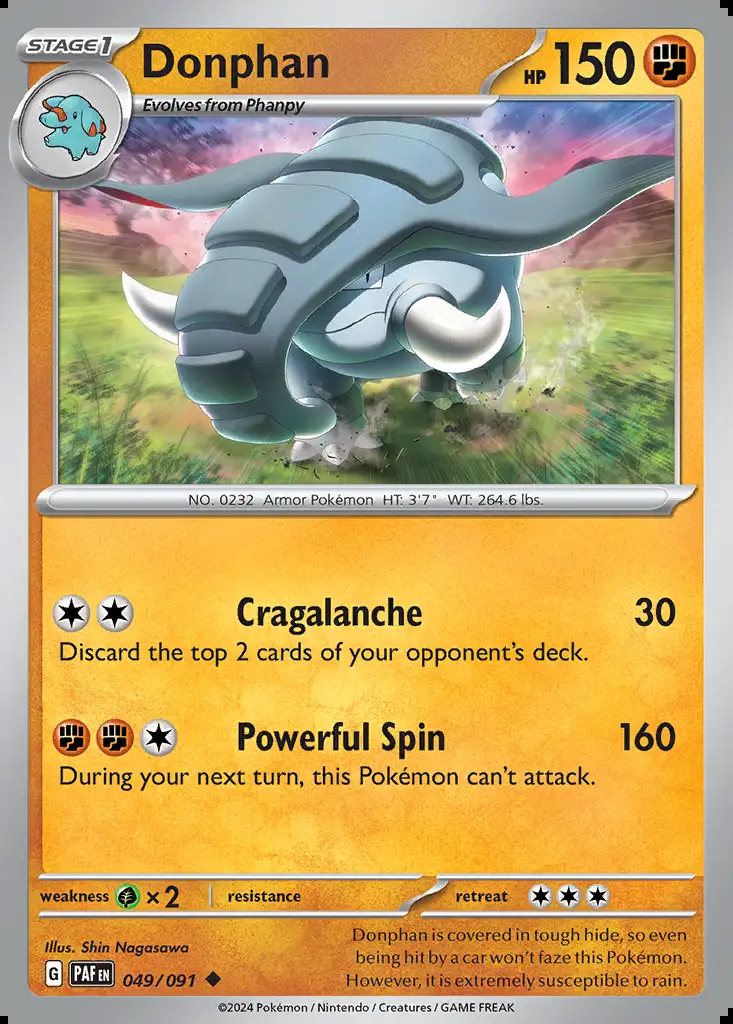 STAGE1
Donphan
HP 150
Evolves from Phanpy
NO. 0232 Armor Pokémon HT: 3'7" WT: 264.6 lbs.
Cragalanche 30
Discard the top 2 cards of your opponent's deck.
Powerful Spin 160
During your next turn, this Pokémon can't attack.
weakness ×2 resistance retreat
Illus. Shin Nagasawa
G PAF EN 049/091
Donphan is covered in tough hide, so even
being hit by a car won't faze this Pokémon.
However, it is extremely susceptible to rain.
©2024 Pokémon / Nintendo / Creatures / GAME FREAK